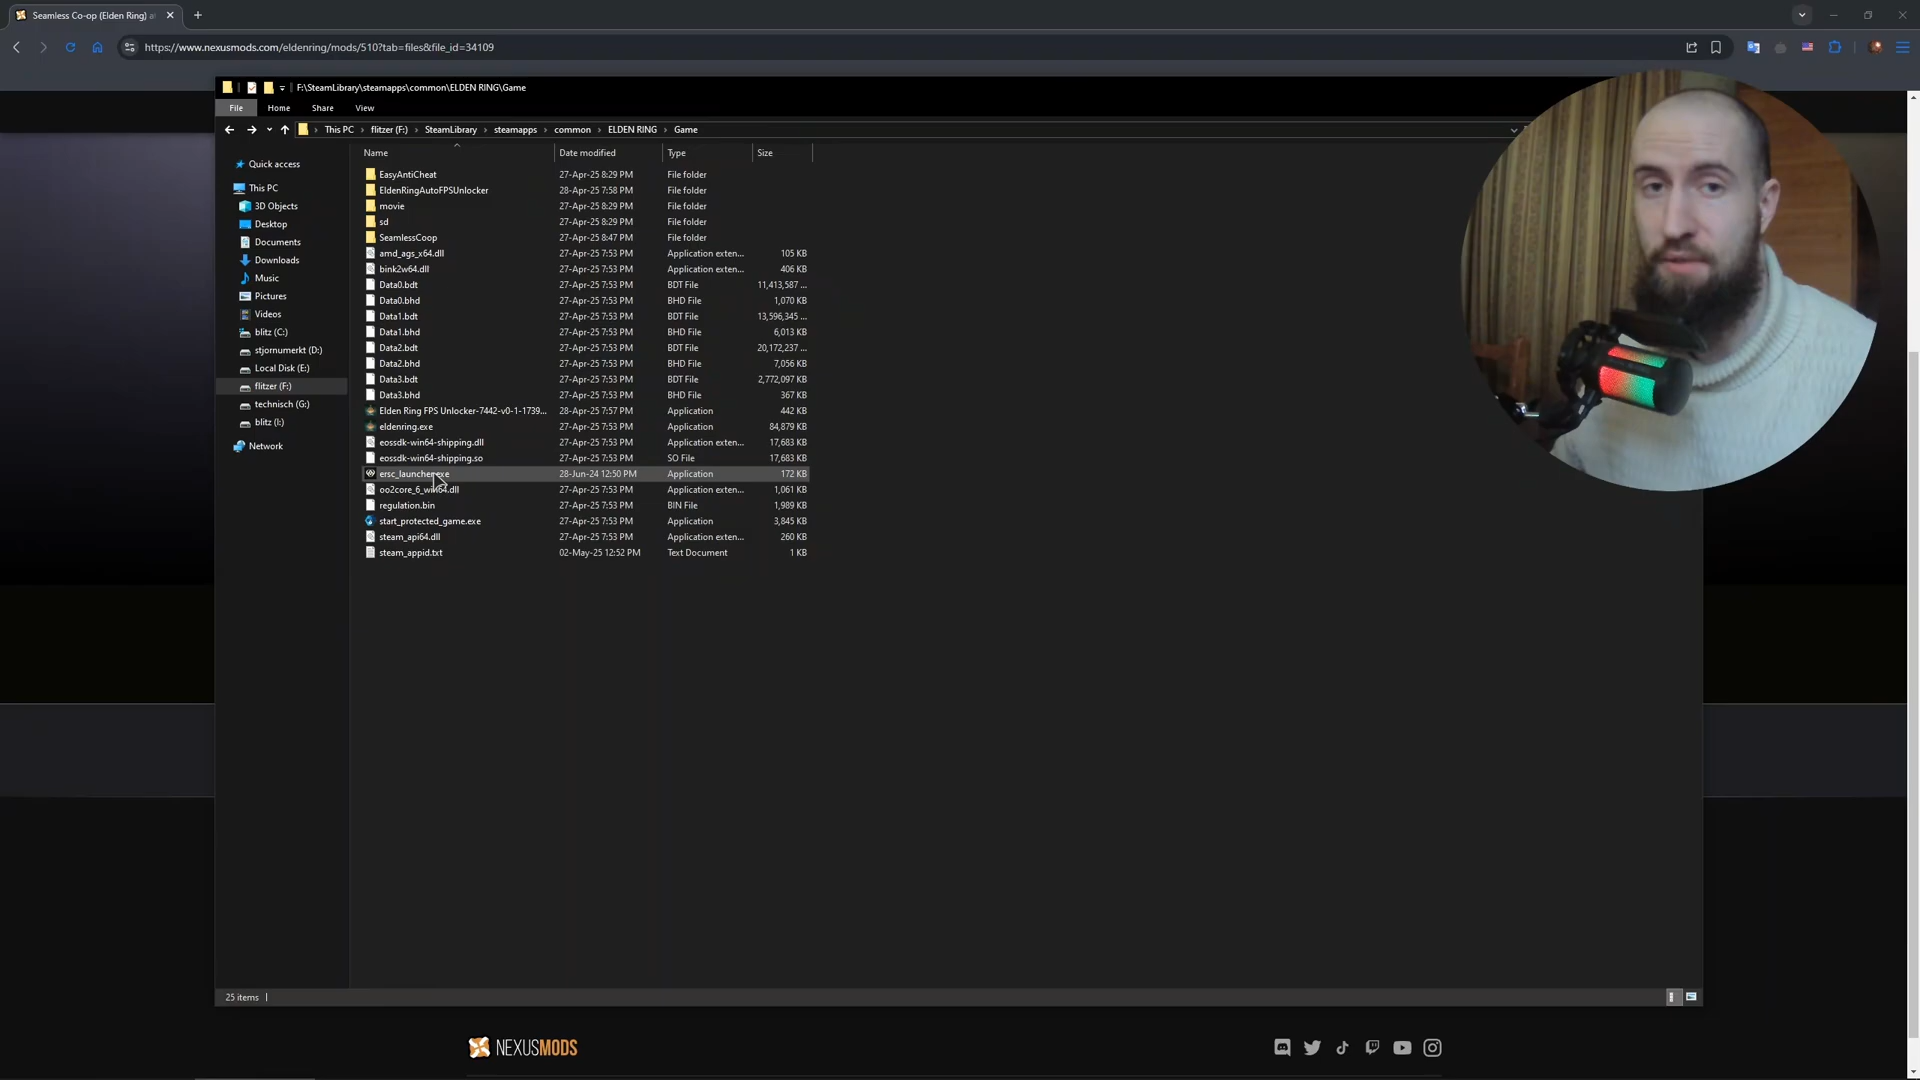 Seamless Co-op (Elden Ring) at
https://www.nexusmods.com/eldenring/mods/510?tab=files&file_id=34109
F:\SteamLibrary\steamapps\common\ELDEN RING\Game
File Home Share View
This PC > flitzer (F:) > SteamLibrary > steamapps > common > ELDEN RING > Game
Name Date modified Type Size
Quick access
This PC
3D Objects
Desktop
Documents
Downloads
Music
Pictures
Videos
blitz (C:)
stjornumerkt (D:)
Local Disk (E:)
flitzer (F:)
technisch (G:)
blitz (I:)
Network
EasyAntiCheat 27-Apr-25 8:29 PM File folder
EldenRingAutoFPSUnlocker 28-Apr-25 7:58 PM File folder
movie 27-Apr-25 8:29 PM File folder
sd 27-Apr-25 8:29 PM File folder
SeamlessCoop 27-Apr-25 8:47 PM File folder
amd_ags_x64.dll 27-Apr-25 7:53 PM Application exten... 105 KB
bink2w64.dll 27-Apr-25 7:53 PM Application exten... 406 KB
Data0.bdt 27-Apr-25 7:53 PM BDT File 11,413,587 ...
Data0.bhd 27-Apr-25 7:53 PM BHD File 1,070 KB
Data1.bdt 27-Apr-25 7:53 PM BDT File 13,596,345 ...
Data1.bhd 27-Apr-25 7:53 PM BHD File 6,013 KB
Data2.bdt 27-Apr-25 7:53 PM BDT File 20,172,237 ...
Data2.bhd 27-Apr-25 7:53 PM BHD File 7,056 KB
Data3.bdt 27-Apr-25 7:53 PM BDT File 2,772,097 KB
Data3.bhd 27-Apr-25 7:53 PM BHD File 367 KB
Elden Ring FPS Unlocker-7442-v0-1-1739... 28-Apr-25 7:57 PM Application 442 KB
eldenring.exe 27-Apr-25 7:53 PM Application 84,879 KB
eossdk-win64-shipping.dll 27-Apr-25 7:53 PM Application exten... 17,683 KB
eossdk-win64-shipping.so 27-Apr-25 7:53 PM SO File 17,683 KB
ersc_launcher.exe 28-Jun-24 12:50 PM Application 172 KB
oo2core_6_win64.dll 27-Apr-25 7:53 PM Application exten... 1,061 KB
regulation.bin 27-Apr-25 7:53 PM BIN File 1,989 KB
start_protected_game.exe 27-Apr-25 7:53 PM Application 3,845 KB
steam_api64.dll 27-Apr-25 7:53 PM Application exten... 260 KB
steam_appid.txt 02-May-25 12:52 PM Text Document 1 KB
25 items
NEXUSMODS